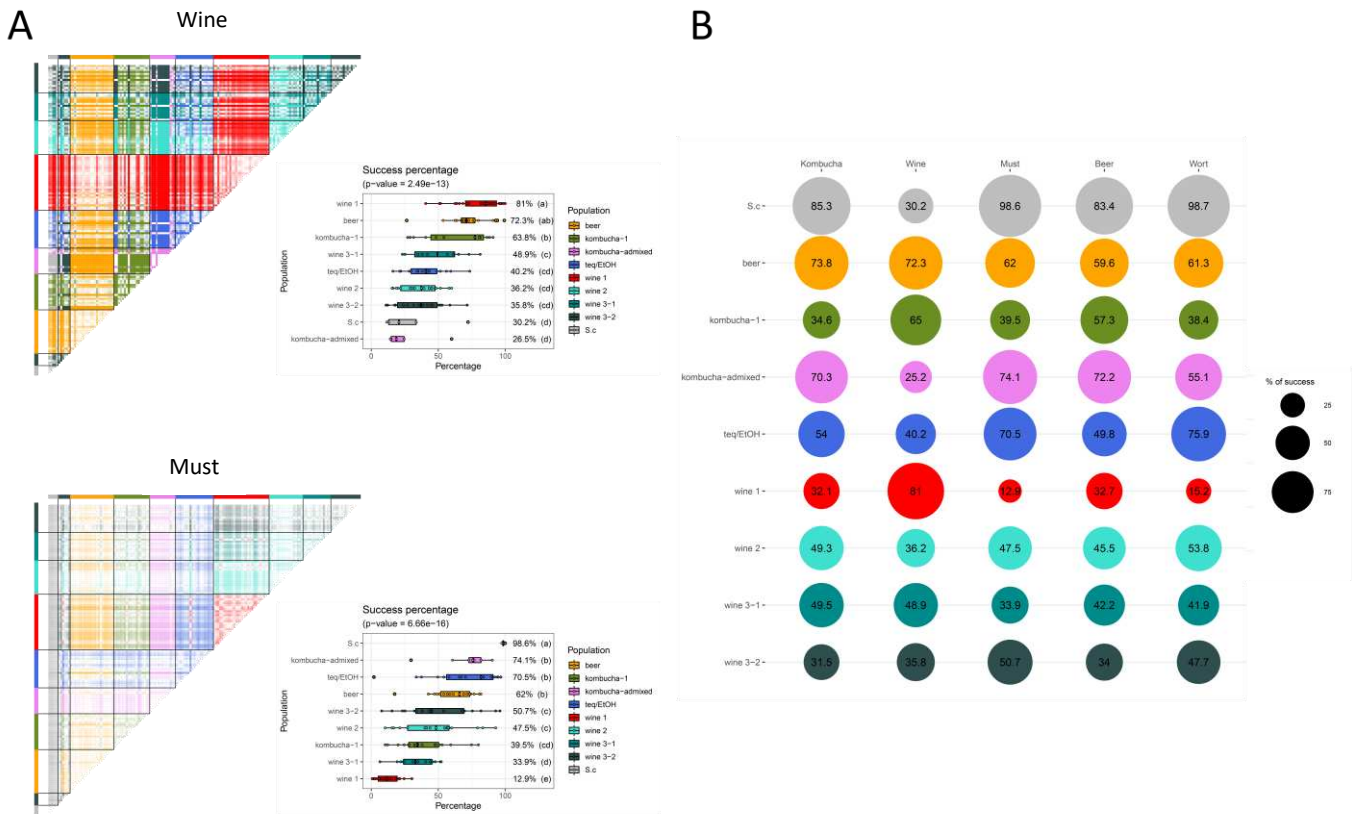 A
Wine
Success percentage
(p-value = 2.49e-13)
Population
wine 1
beer
kombucha-1
wine 3-1
teq/EtOH
wine 2
wine 3-2
S.c
kombucha-admixed
81% (a)
72.3% (ab)
63.8% (b)
48.9% (c)
40.2% (cd)
36.2% (cd)
35.8% (cd)
30.2% (d)
26.5% (d)
0
50
100
Percentage
Population
beer
kombucha-1
kombucha-admixed
teq/EtOH
wine 1
wine 2
wine 3-1
wine 3-2
S.c
Must
Success percentage
(p-value = 6.66e-16)
Population
S.c
kombucha-admixed
teq/EtOH
beer
wine 3-2
wine 2
kombucha-1
wine 3-1
wine 1
98.6% (a)
74.1% (b)
70.5% (b)
62% (b)
50.7% (c)
47.5% (c)
39.5% (cd)
33.9% (d)
12.9% (e)
0
50
100
Percentage
Population
beer
kombucha-1
kombucha-admixed
teq/EtOH
wine 1
wine 2
wine 3-1
wine 3-2
S.c
B
Kombucha Wine Must Beer Wort
S.c 85.3 30.2 98.6 83.4 98.7
beer 73.8 72.3 62 59.6 61.3
kombucha-1 34.6 65 39.5 57.3 38.4
kombucha-admixed 70.3 25.2 74.1 72.2 55.1
teq/EtOH 54 40.2 70.5 49.8 75.9
wine 1 32.1 81 12.9 32.7 15.2
wine 2 49.3 36.2 47.5 45.5 53.8
wine 3-1 49.5 48.9 33.9 42.2 41.9
wine 3-2 31.5 35.8 50.7 34 47.7
% of success
25
50
75